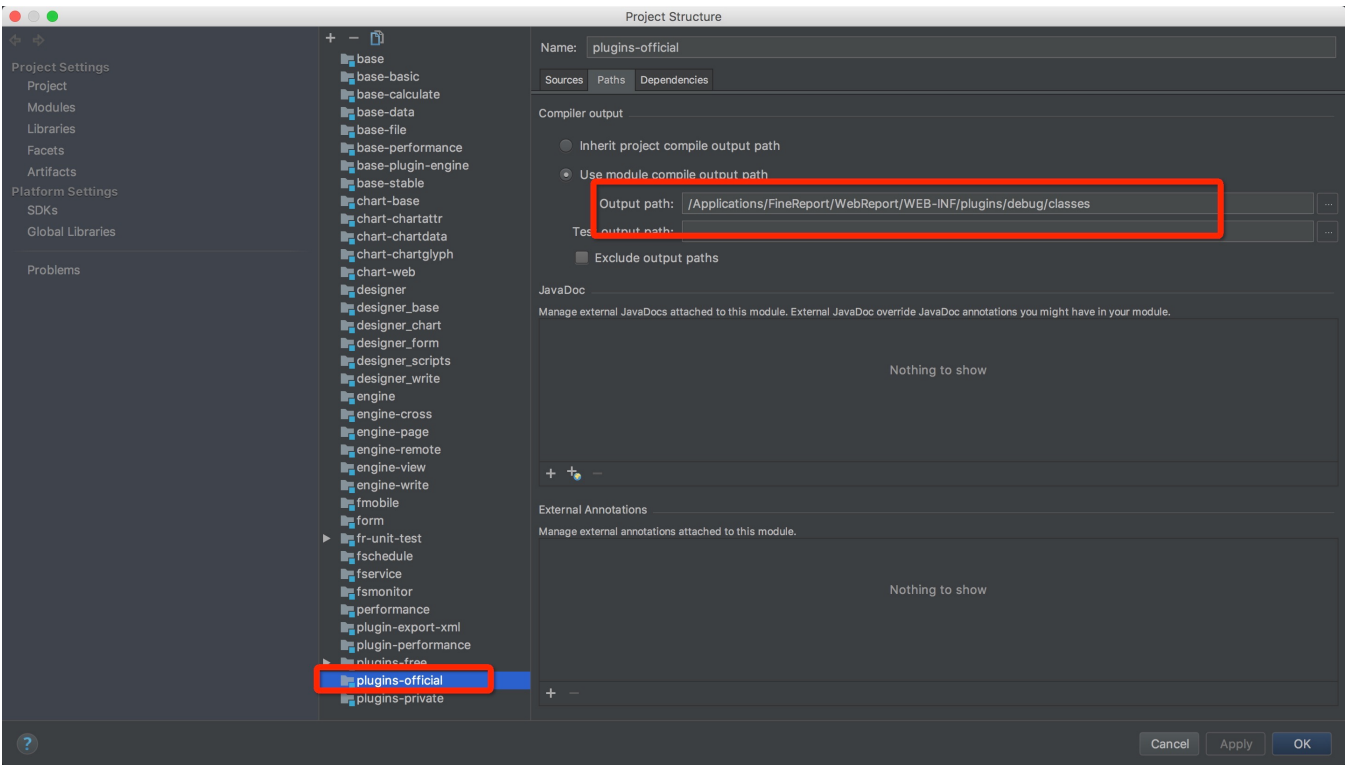 Project Structure
Project Settings
Project
Modules
Libraries
Facets
Artifacts
Platform Settings
SDKs
Global Libraries
Problems
base
base-basic
base-calculate
base-data
base-file
base-performance
base-plugin-engine
base-stable
chart-base
chart-chartattr
chart-chartdata
chart-chartglyph
chart-web
designer
designer_base
designer_chart
designer_form
designer_scripts
designer_write
engine
engine-cross
engine-page
engine-remote
engine-view
engine-write
fmobile
form
fr-unit-test
fschedule
fservice
fsmonitor
performance
plugin-export-xml
plugin-performance
plugins-free
plugins-official
plugins-private
Name: plugins-official
Sources Paths Dependencies
Compiler output
Inherit project compile output path
Use module compile output path
Output path: /Applications/FineReport/WebReport/WEB-INF/plugins/debug/classes ...
output path: ...
Exclude output paths
JavaDoc
Manage external JavaDocs attached to this module. External JavaDoc override JavaDoc annotations you might have in your module.
Nothing to show
External Annotations
Manage external annotations attached to this module.
Nothing to show
? Cancel Apply OK